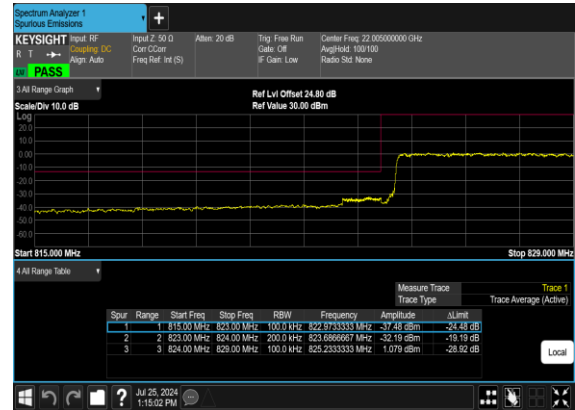 Spectrum Analyzer 1
Spurious Emissions
+
KEYSIGHT Input: RF Input Z: 50 Ω Atten: 20 dB Trig: Free Run Center Freq: 22.005000000 GHz
R T Coupling: DC Corr CCorr Gate: Off Avg|Hold: 100/100
Align: Auto Freq Ref: Int (S) IF Gain: Low Radio Std: None
PASS
3 All Range Graph Ref Lvl Offset 24.80 dB
Scale/Div 10.0 dB Ref Value 30.00 dBm
Log
20.0
10.0
0.00
-10.0
-20.0
-30.0
-40.0
-50.0
-60.0
Start 815.000 MHz Stop 829.000 MHz
4 All Range Table
Measure Trace Trace 1
Trace Type Trace Average (Active)
Spur Range Start Freq Stop Freq RBW Frequency Amplitude ΔLimit
1 1 815.00 MHz 823.00 MHz 100.0 kHz 822.9733333 MHz -37.48 dBm -24.48 dB
2 2 823.00 MHz 824.00 MHz 200.0 kHz 823.6866667 MHz -32.19 dBm -19.19 dB
3 3 824.00 MHz 829.00 MHz 100.0 kHz 825.2333333 MHz 1.079 dBm -28.92 dB
Local
? Jul 25, 2024
1:15:02 PM